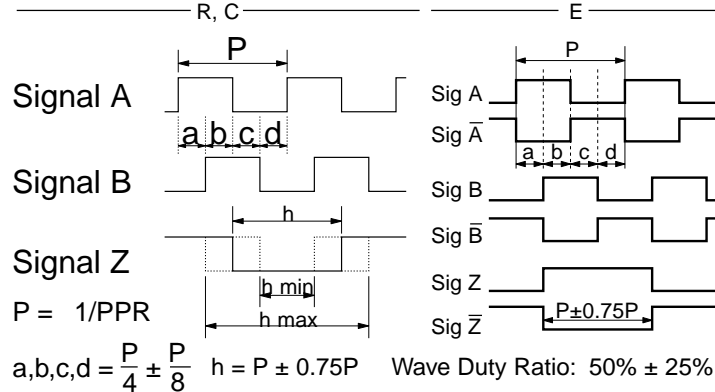 R, C
E
P
Signal A
a b c d
Signal B
h
Signal Z
h min
h max
P = 1/PPR
a,b,c,d = P/4 ± P/8 h = P ± 0.75P Wave Duty Ratio: 50% ± 25%
P
Sig A
Sig A̅
a b c d
Sig B
Sig B̅
Sig Z
P±0.75P
Sig Z̅